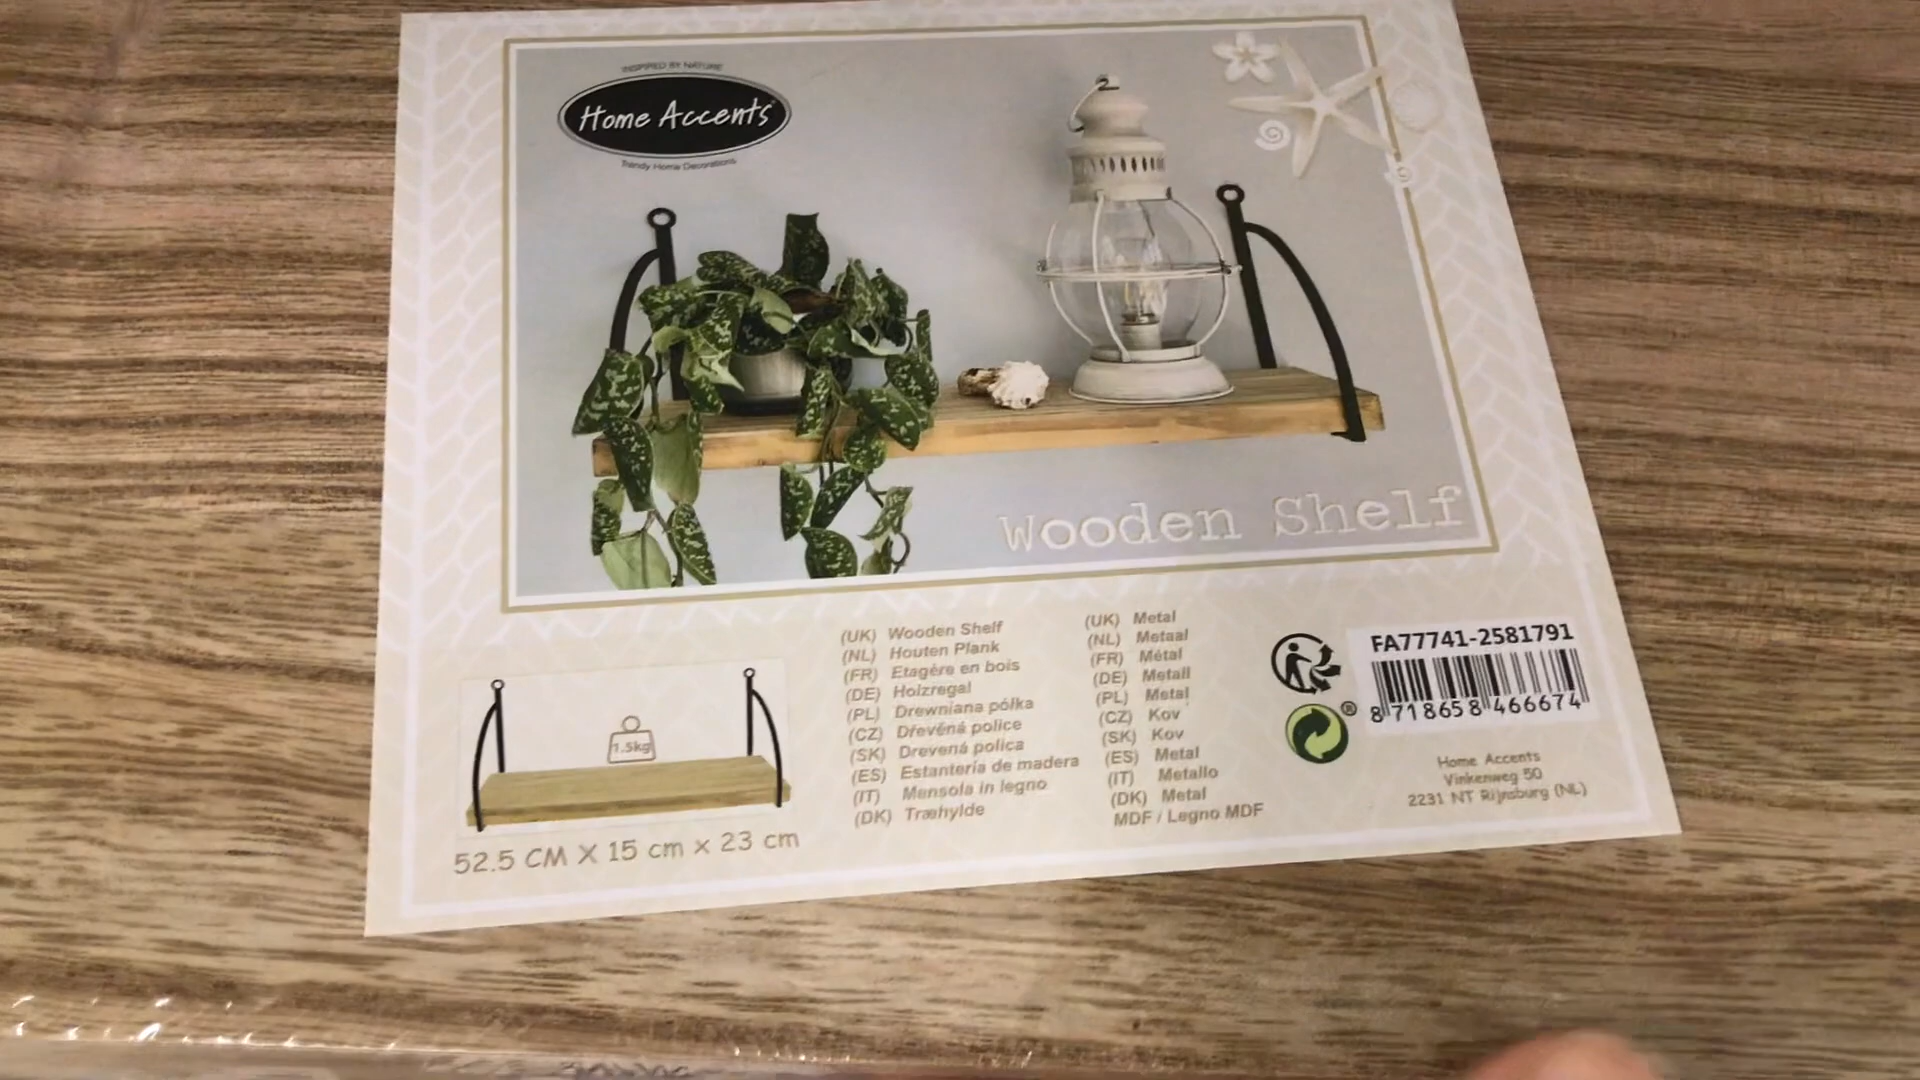 INSPIRED BY NATURE
Home Accents
Trendy Home Decorations
Wooden Shelf
1.5kg
52.5 CM X 15 cm x 23 cm
(UK) Wooden Shelf
(NL) Houten Plank
(FR) Etagère en bois
(DE) Holzregal
(PL) Drewniana półka
(CZ) Dřevěná police
(SK) Drevená polica
(ES) Estantería de madera
(IT) Mensola in legno
(DK) Træhylde
(UK) Metal
(NL) Metaal
(FR) Métal
(DE) Metall
(PL) Metal
(CZ) Kov
(SK) Kov
(ES) Metal
(IT) Metallo
(DK) Metal
MDF / Legno MDF
®
FA77741-2581791
8 718658 466674
Home Accents
Vinkenweg 50
2231 NT Rijnsburg (NL)